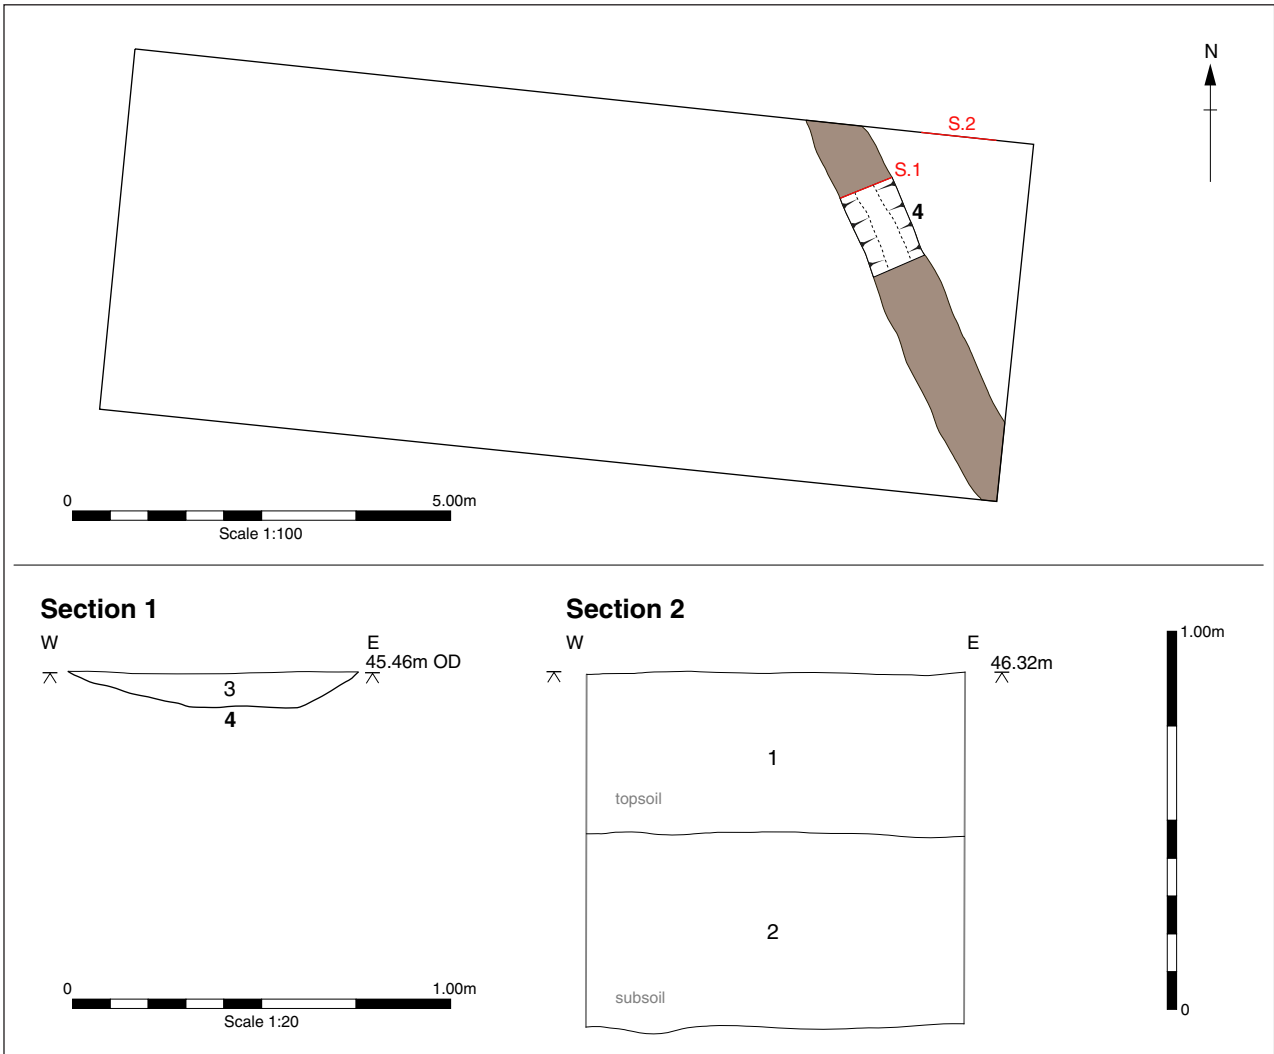 N
S.2
S.1
4
0 5.00m
Scale 1:100
Section 1
W E
45.46m OD
3
4
0 1.00m
Scale 1:20
Section 2
W E
46.32m
1
topsoil
2
subsoil
1.00m
0